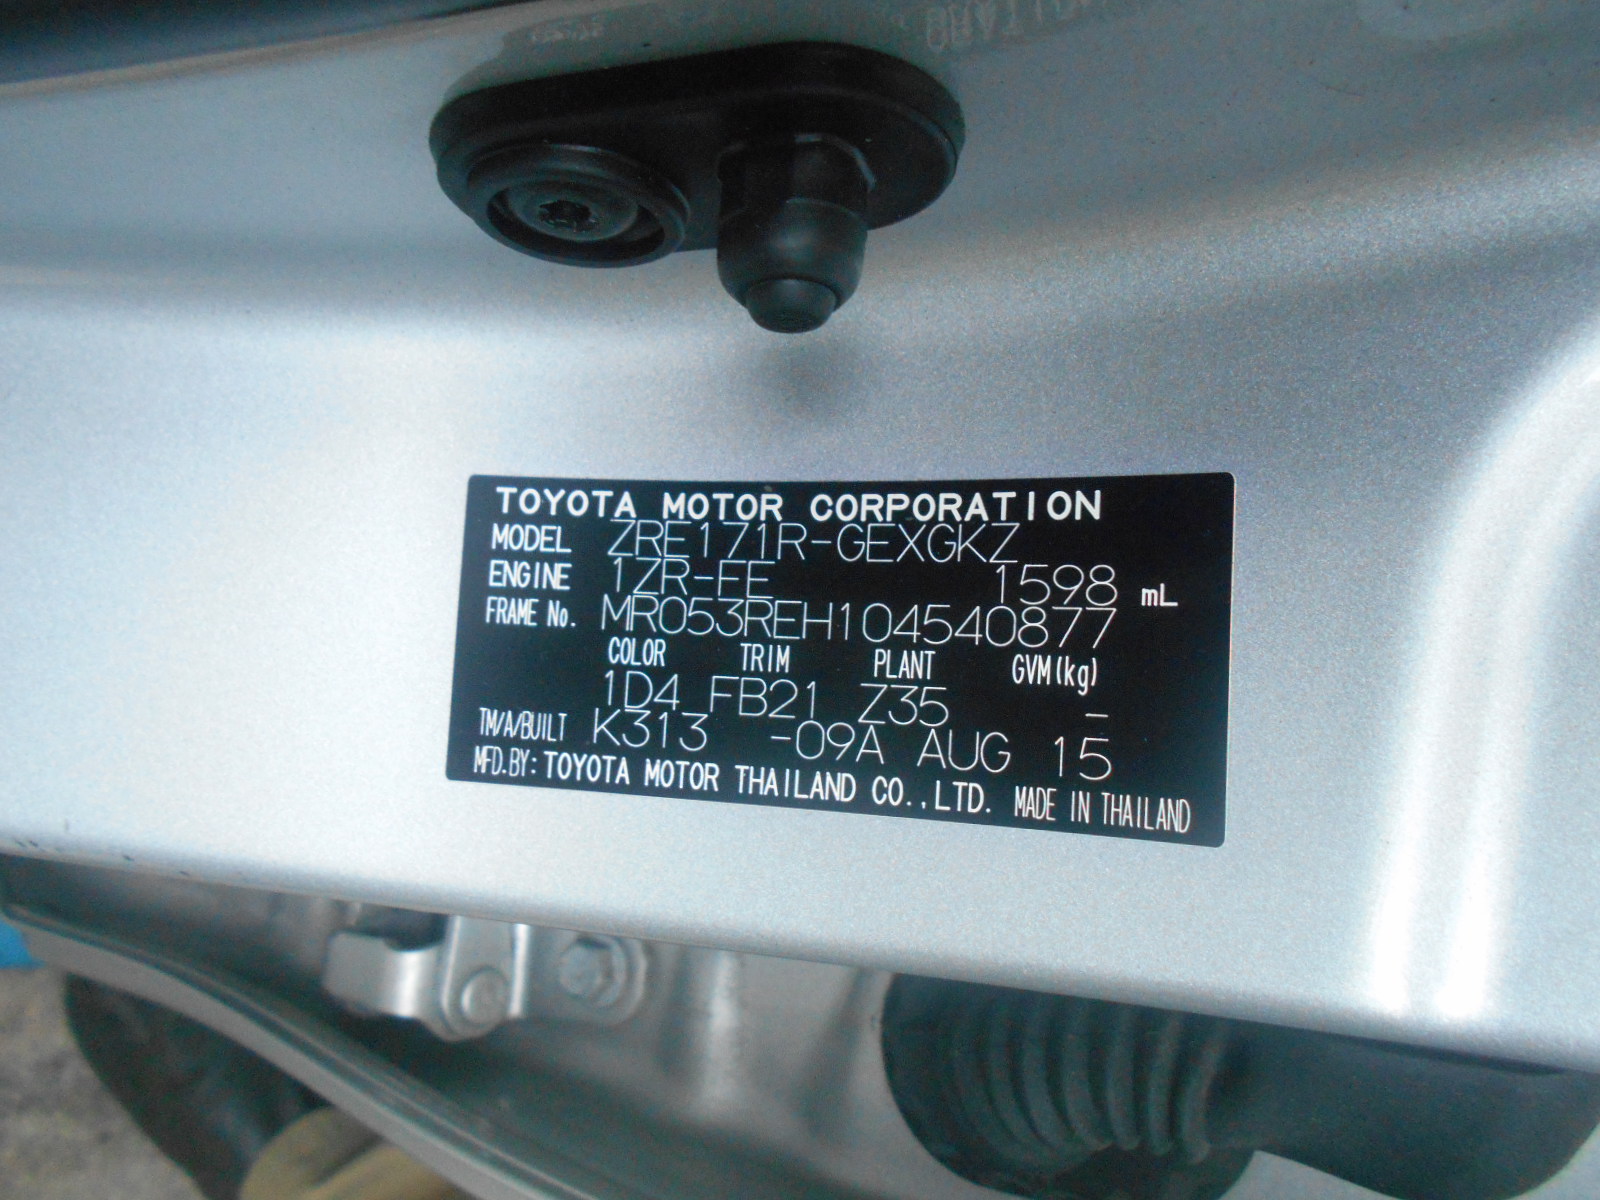 TOYOTA MOTOR CORPORATION
MODEL ZRE171R-GEXGKZ
ENGINE 1ZR-FE 1598 mL
FRAME No. MR053REH104540877
COLOR TRIM PLANT GVM(kg)
1D4 FB21 Z35 -
TM/A/BUILT K313 -09A AUG 15
MFD.BY: TOYOTA MOTOR THAILAND CO.,LTD. MADE IN THAILAND